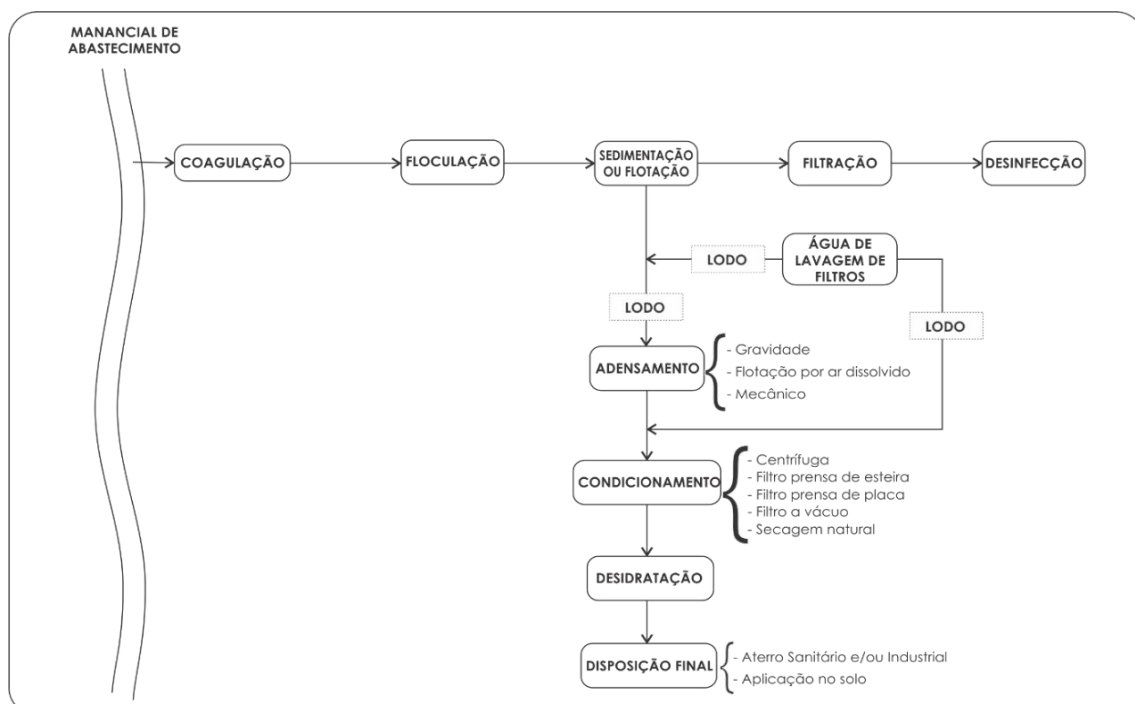 MANANCIAL DE
ABASTECIMENTO
COAGULAÇÃO
FLOCULAÇÃO
SEDIMENTAÇÃO
OU FLOTAÇÃO
FILTRAÇÃO
DESINFECÇÃO
ÁGUA DE
LAVAGEM DE
FILTROS
LODO
LODO
LODO
ADENSAMENTO
- Gravidade
- Flotação por ar dissolvido
- Mecânico
CONDICIONAMENTO
- Centrífuga
- Filtro prensa de esteira
- Filtro prensa de placa
- Filtro a vácuo
- Secagem natural
DESIDRATAÇÃO
DISPOSIÇÃO FINAL
- Aterro Sanitário e/ou Industrial
- Aplicação no solo